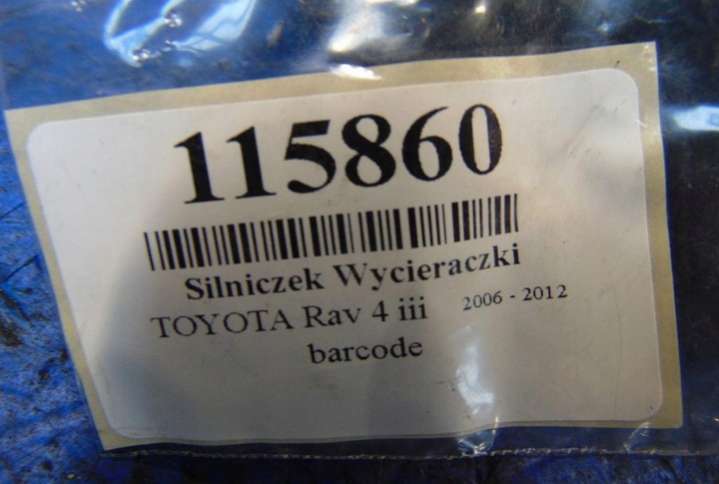 115860
Silniczek Wycieraczki
TOYOTA Rav 4 iii 2006 - 2012
barcode